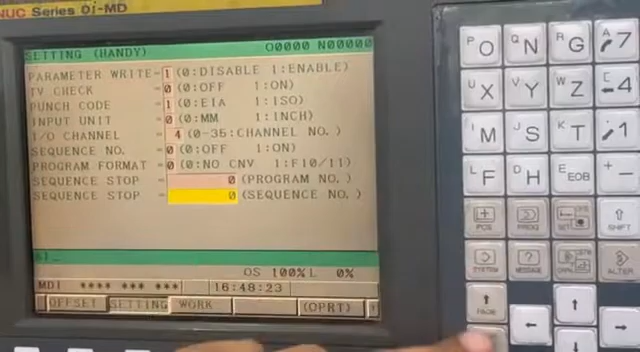 NUC Series 0i-MD
SETTING (HANDY) O0000 N00000
PARAMETER WRITE= 1 (0:DISABLE 1:ENABLE)
TV CHECK = 0 (0:OFF 1:ON)
PUNCH CODE = 1 (0:EIA 1:ISO)
INPUT UNIT = 0 (0:MM 1:INCH)
I/O CHANNEL = 4 (0-35:CHANNEL NO.)
SEQUENCE NO. = 0 (0:OFF 1:ON)
PROGRAM FORMAT = 0 (0:NO CNV 1:F10/11)
SEQUENCE STOP = 0 (PROGRAM NO.)
SEQUENCE STOP = 0 (SEQUENCE NO.)
OS 100% L 0%
MDI **** *** *** 16:48:23
OFFSET SETTING WORK (OPRT) +
P O Q N R G A 7
U X V Y W Z C 4
I M J S K T , 1
L F D H E EOB + −
POS PROG SHIFT
SYSTEM MESSAGE ALTER
PAGE